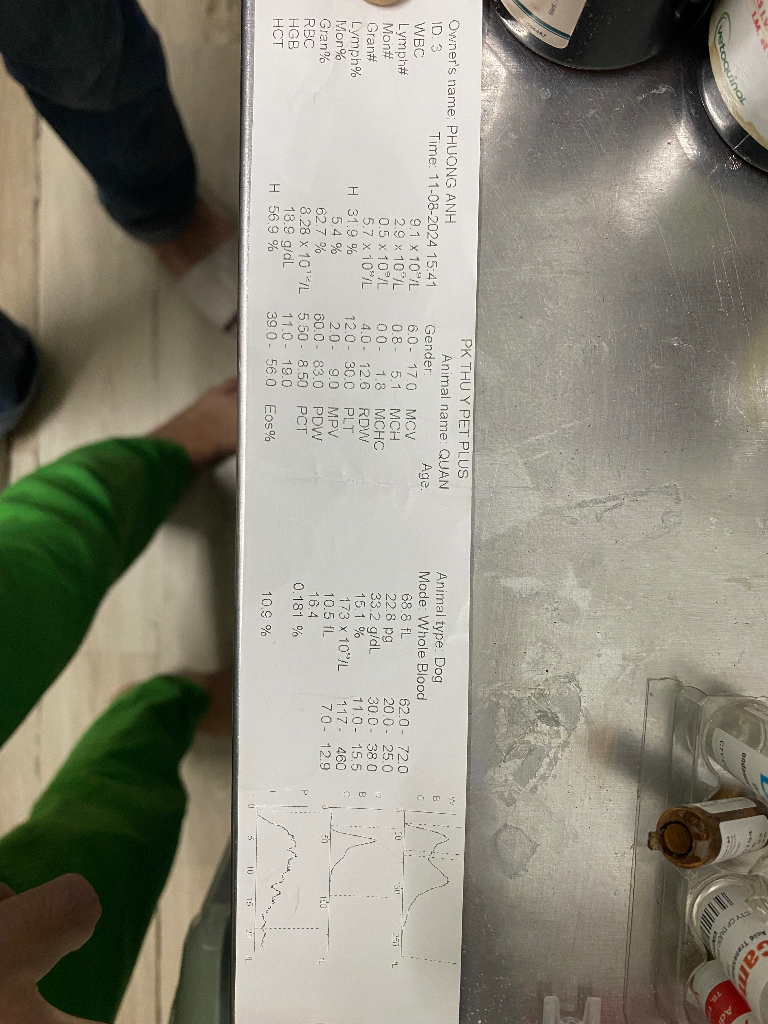 PK THU Y PET PLUS
Owner's name: PHUONG ANH Animal name: QUAN Animal type: Dog
ID: 3 Time: 11-08-2024 15:41 Gender: Age: Mode: Whole Blood
WBC 9.1 x 10⁹/L 6.0 - 17.0 MCV 68.8 fL 62.0 - 72.0
Lymph# 2.9 x 10⁹/L 0.8 - 5.1 MCH 22.8 pg 20.0 - 25.0
Mon# 0.5 x 10⁹/L 0.0 - 1.8 MCHC 33.2 g/dL 30.0 - 38.0
Gran# 5.7 x 10⁹/L 4.0 - 12.6 RDW 15.1 % 11.0 - 15.5
Lymph% H 31.9 % 12.0 - 30.0 PLT 173 x 10⁹/L 117 - 460
Mon% 5.4 % 2.0 - 9.0 MPV 10.5 fL 7.0 - 12.9
Gran% 62.7 % 60.0 - 83.0 PDW 16.4
RBC 8.28 x 10¹²/L 5.50 - 8.50 PCT 0.181 %
HGB 18.9 g/dL 11.0 - 19.0
HCT H 56.9 % 39.0 - 56.0 Eos% 10.9 %
vetoquinol